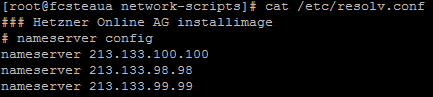 [root@fcsteaua network-scripts]# cat /etc/resolv.conf
### Hetzner Online AG installimage
# nameserver config
nameserver 213.133.100.100
nameserver 213.133.98.98
nameserver 213.133.99.99